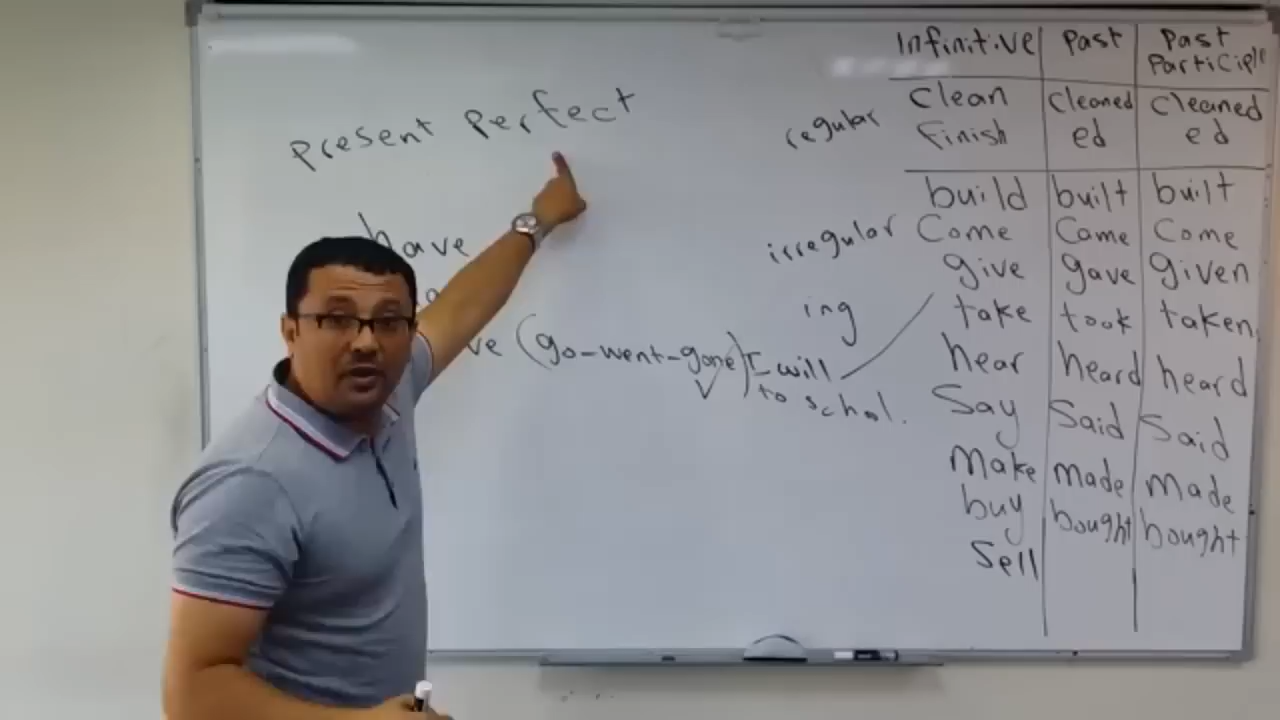 Present Perfect
have
ve (go-went-gone) I will
to schol.
ing
Infinitive Past Past Participle
regular
Clean Cleaned Cleaned
Finish ed ed
irregular
build built built
Come Came Come
give gave given
take took taken
hear heard heard
Say Said Said
Make made made
buy bought bought
Sell